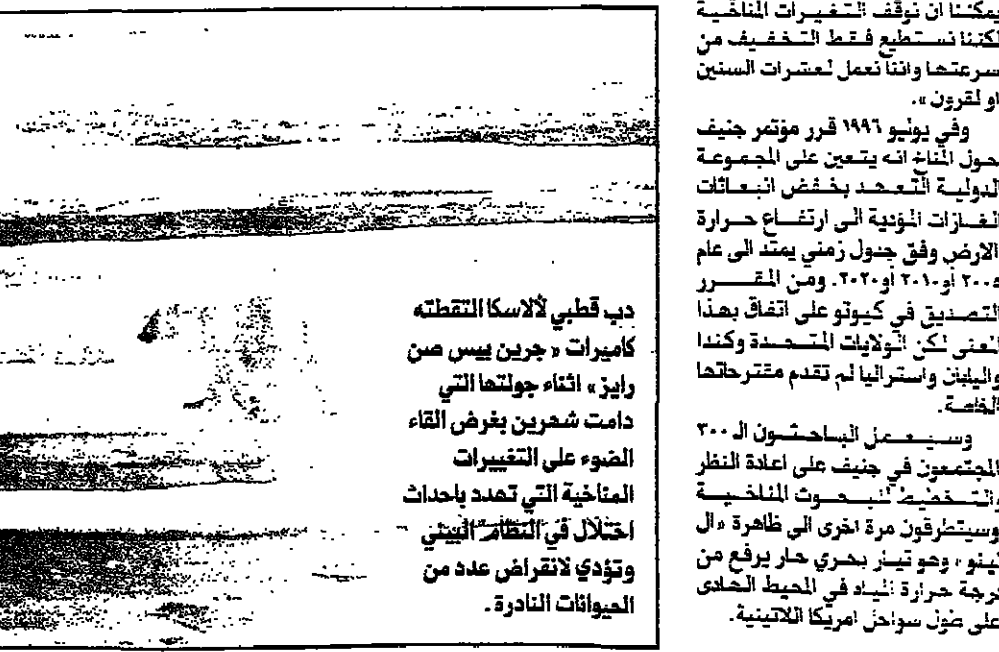 يمكننا ان نوقف التغيرات المناخية
لكننا نستطيع فقط التخفيف من
سرعتها واننا نعمل لعشرات السنين
او لقرون ».
وفي يوليو ١٩٩٦ قرر مؤتمر جنيف
حول المناخ انه يتعين على المجموعة
الدولية التعهد بخفض انبعاثات
الغازات المؤدية الى ارتفاع حرارة
الارض وفق جدول زمني يمتد الى عام
٢٠٠٥ أو ٢٠١٠ أو ٢٠٢٠. ومن المقرر
التصديق في كيوتو على اتفاق بهذا
المعنى لكن الولايات المتحدة وكندا
واليابان واستراليا لم تقدم مقترحاتها
الخاصة.
وسيعمل الباحثون الـ ٣٠٠
المجتمعون في جنيف على اعادة النظر
والتخطيط للبحوث المناخية
وسيتطرقون مرة اخرى الى ظاهرة «ال
نينو» وهو تيار بحري حار يرفع من
درجة حرارة المياه في المحيط الهادى
على طول سواحل امريكا اللاتينية.
دب قطبي لألاسكا التقطته
كاميرات « جرين بيس صن
رايز » اثناء جولتها التي
دامت شهرين بغرض القاء
الضوء على التغييرات
المناخية التي تهدد باحداث
اختلال في النظام البيئي
وتؤدي لانقراض عدد من
الحيوانات النادرة .